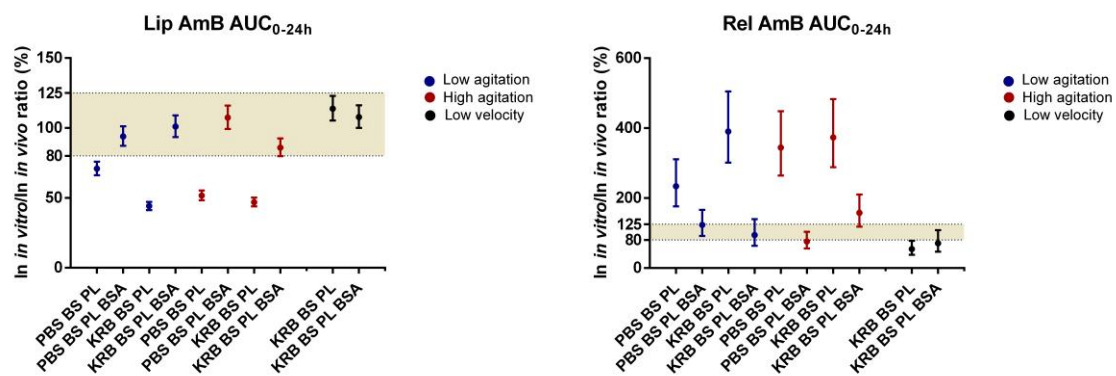 Lip AmB AUC0-24h
ln in vitro/ln in vivo ratio (%)
150
125
100
80
50
0
PBS BS PL
PBS BS PL BSA
KRB BS PL
KRB BS PL BSA
PBS BS PL
PBS BS PL BSA
KRB BS PL
KRB BS PL BSA
KRB BS PL
KRB BS PL BSA
Low agitation
High agitation
Low velocity
Rel AmB AUC0-24h
ln in vitro/ln in vivo ratio (%)
600
400
200
125
80
0
PBS BS PL
PBS BS PL BSA
KRB BS PL
KRB BS PL BSA
PBS BS PL
PBS BS PL BSA
KRB BS PL
KRB BS PL BSA
KRB BS PL
KRB BS PL BSA
Low agitation
High agitation
Low velocity